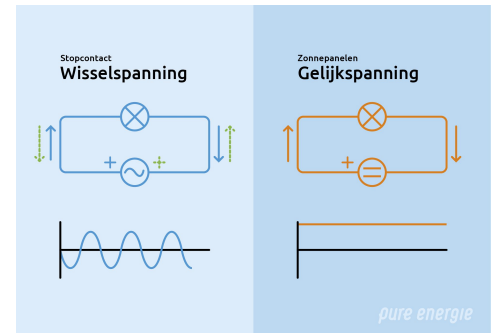 Stopcontact
Wisselspanning
Zonnepanelen
Gelijkspanning
pure energie